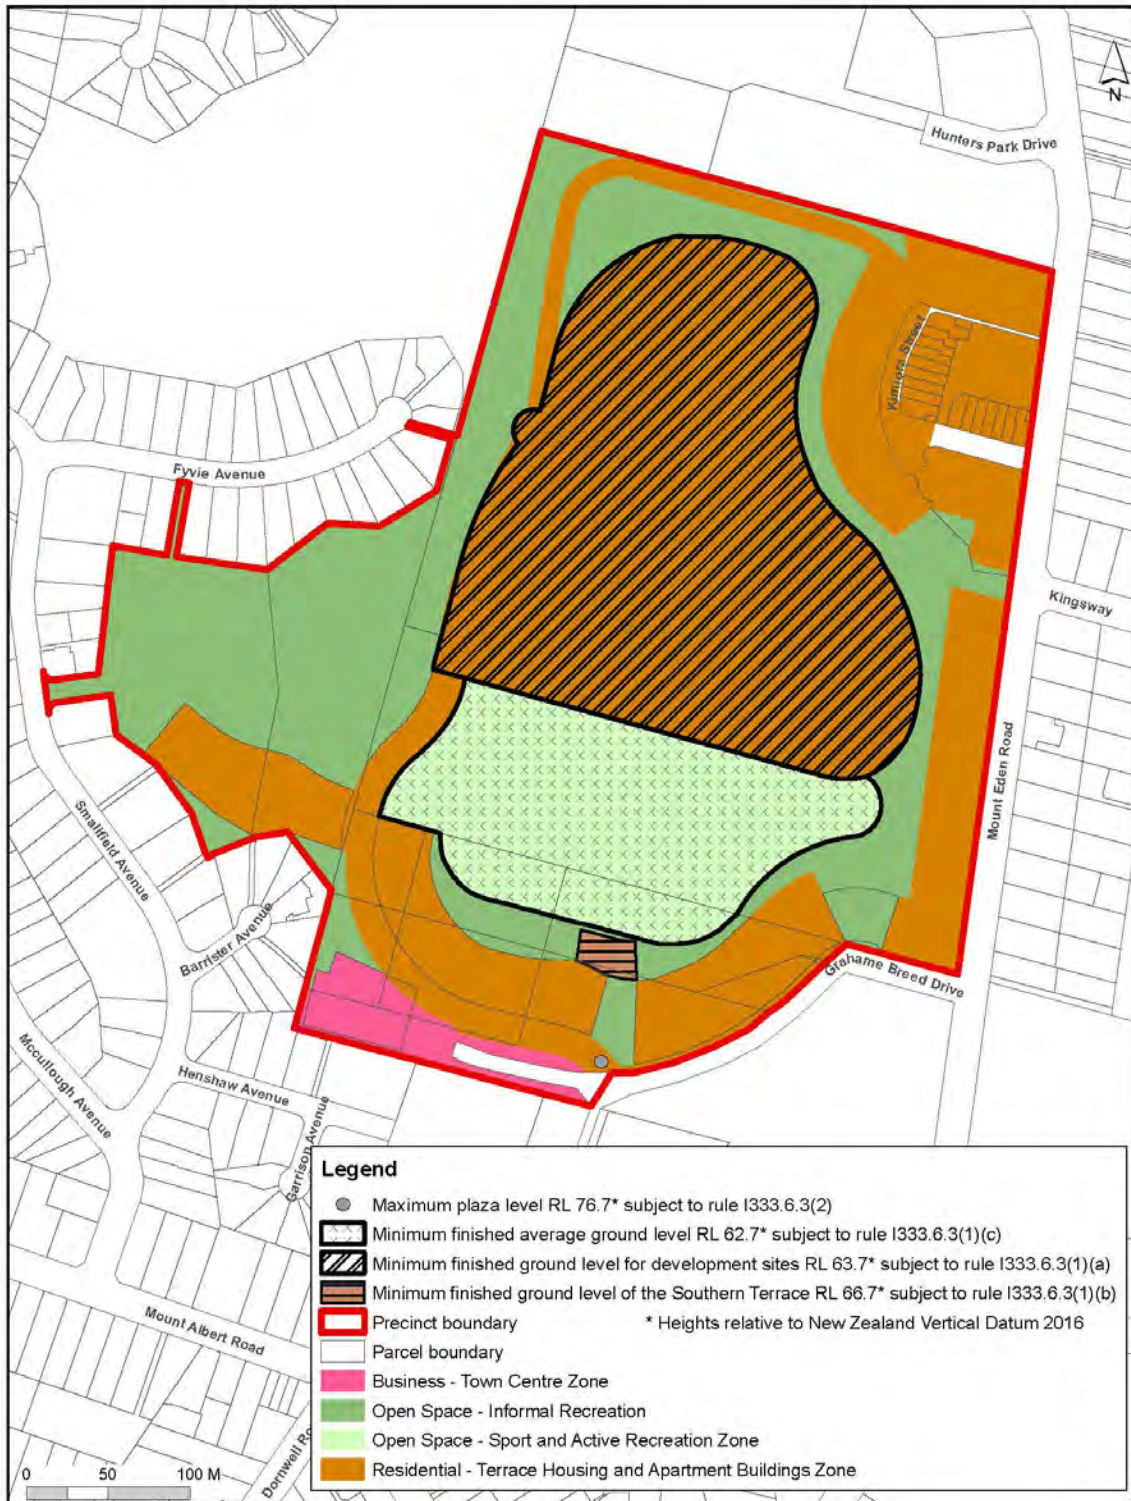 N
Hunters Park Drive
Kilmora Street
Fyvie Avenue
Kingsway
Mount Eden Road
Smallfield Avenue
Barrister Avenue
Grahame Breed Drive
Mccullough Avenue
Henshaw Avenue
Garrison Avenue
Mount Albert Road
Dornwell Ro
0 50 100 M
Legend
Maximum plaza level RL 76.7* subject to rule I333.6.3(2)
Minimum finished average ground level RL 62.7* subject to rule I333.6.3(1)(c)
Minimum finished ground level for development sites RL 63.7* subject to rule I333.6.3(1)(a)
Minimum finished ground level of the Southern Terrace RL 66.7* subject to rule I333.6.3(1)(b)
Precinct boundary * Heights relative to New Zealand Vertical Datum 2016
Parcel boundary
Business - Town Centre Zone
Open Space - Informal Recreation
Open Space - Sport and Active Recreation Zone
Residential - Terrace Housing and Apartment Buildings Zone